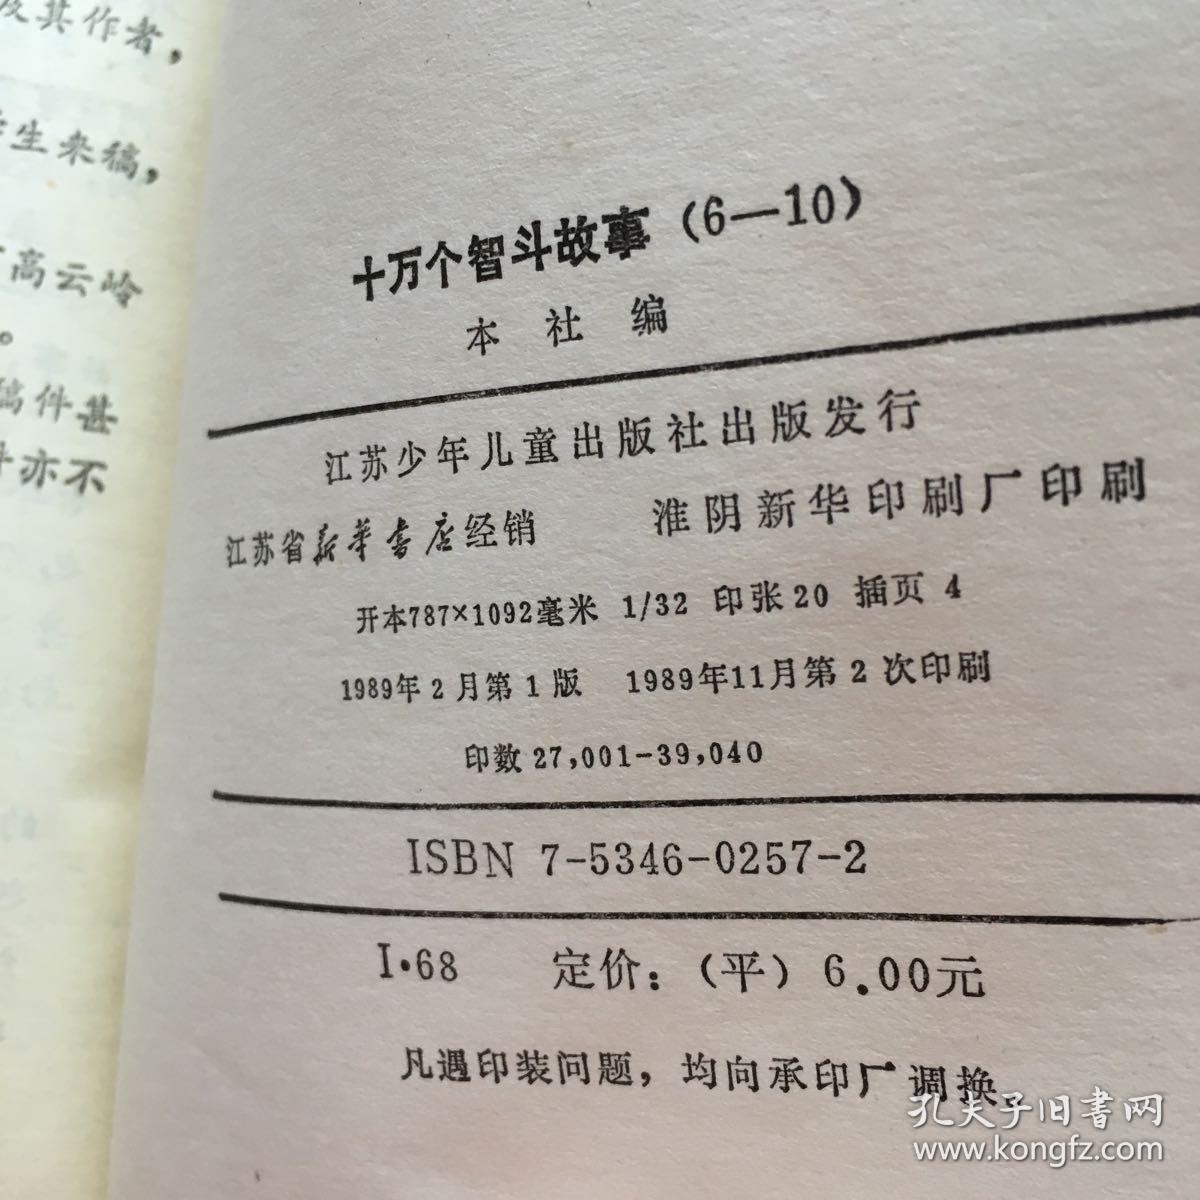 及其作者，
生来稿，
高云岭
。
稿件甚
件亦不
十万个智斗故事（6—10）
本 社 编
江苏少年儿童出版社出版发行
江苏省新华书店经销 淮阴新华印刷厂印刷
开本787×1092毫米 1/32 印张20 插页 4
1989年 2 月第 1 版 1989年11月第 2 次印刷
印数 27,001-39,040
ISBN 7-5346-0257-2
I·68 定价：（平）6.00元
凡遇印装问题，均向承印厂调换。
孔夫子旧书网
www.kongfz.com